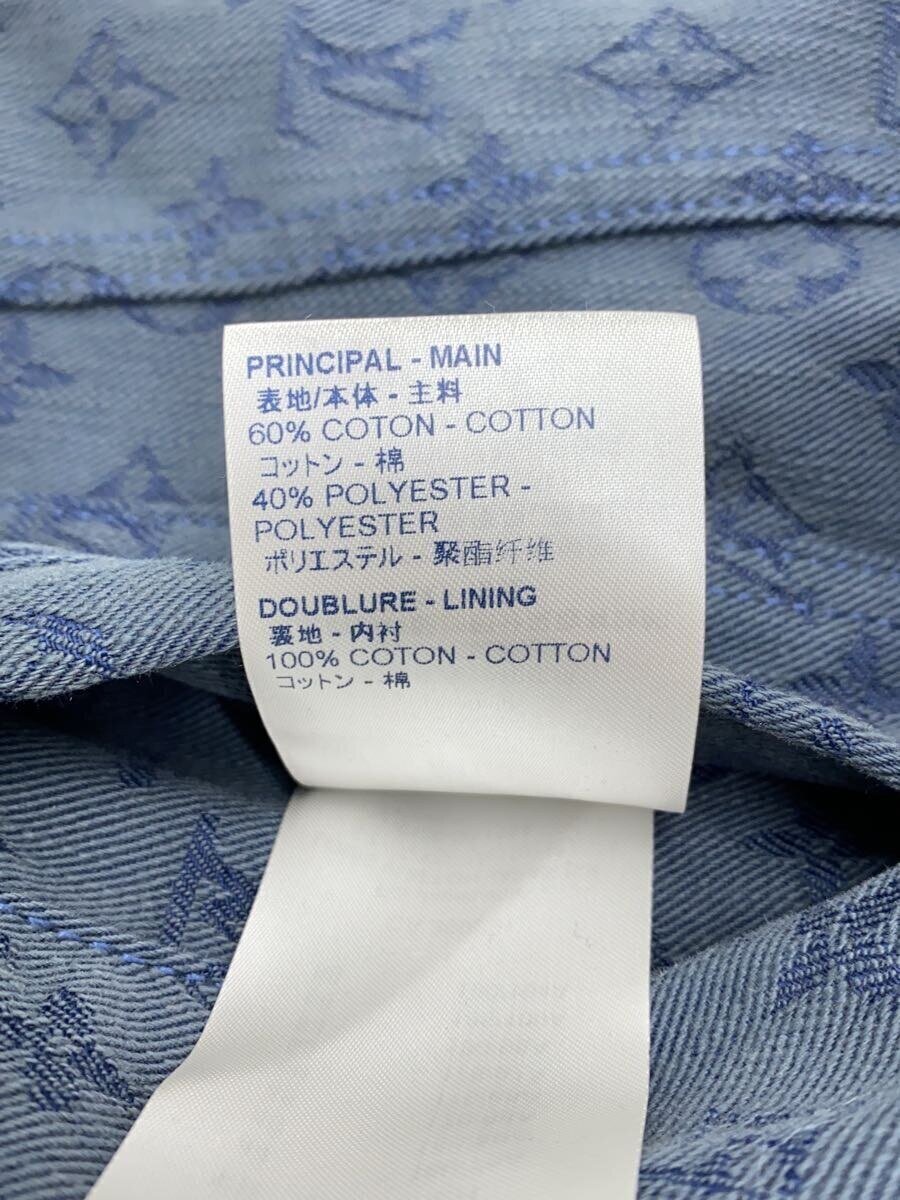 PRINCIPAL - MAIN
表地/本体 - 主料
60% COTON - COTTON
コットン - 棉
40% POLYESTER -
POLYESTER
ポリエステル - 聚酯纤维
DOUBLURE - LINING
裏地 - 内衬
100% COTON - COTTON
コットン - 棉